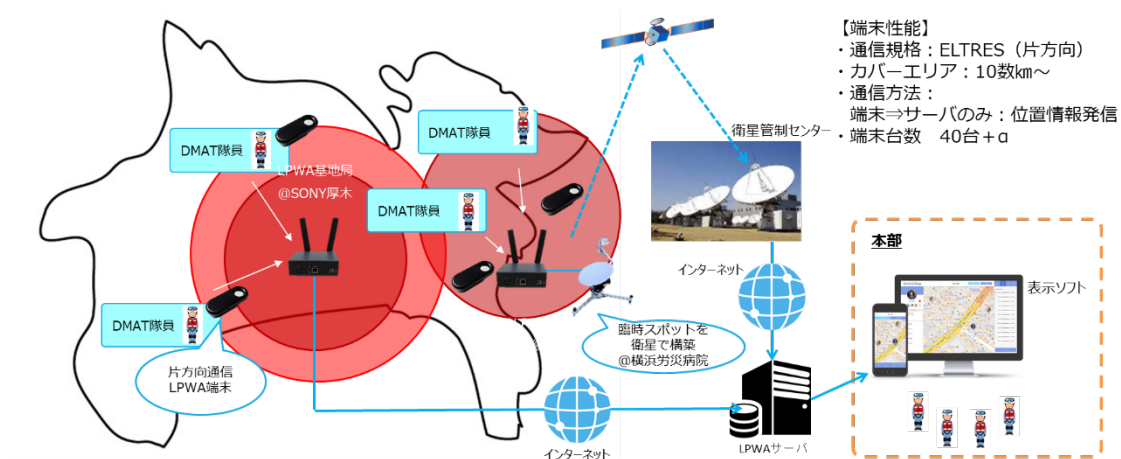 【端末性能】
・通信規格：ELTRES（片方向）
・カバーエリア：10数㎞～
・通信方法：
端末⇒サーバのみ：位置情報発信
・端末台数　40台＋α
衛星管制センター
DMAT隊員
DMAT隊員
LPWA基地局
@SONY厚木
DMAT隊員
DMAT隊員
片方向通信
LPWA端末
臨時スポットを
衛星で構築
@横浜労災病院
インターネット
インターネット
LPWAサーバ
本部
表示ソフト